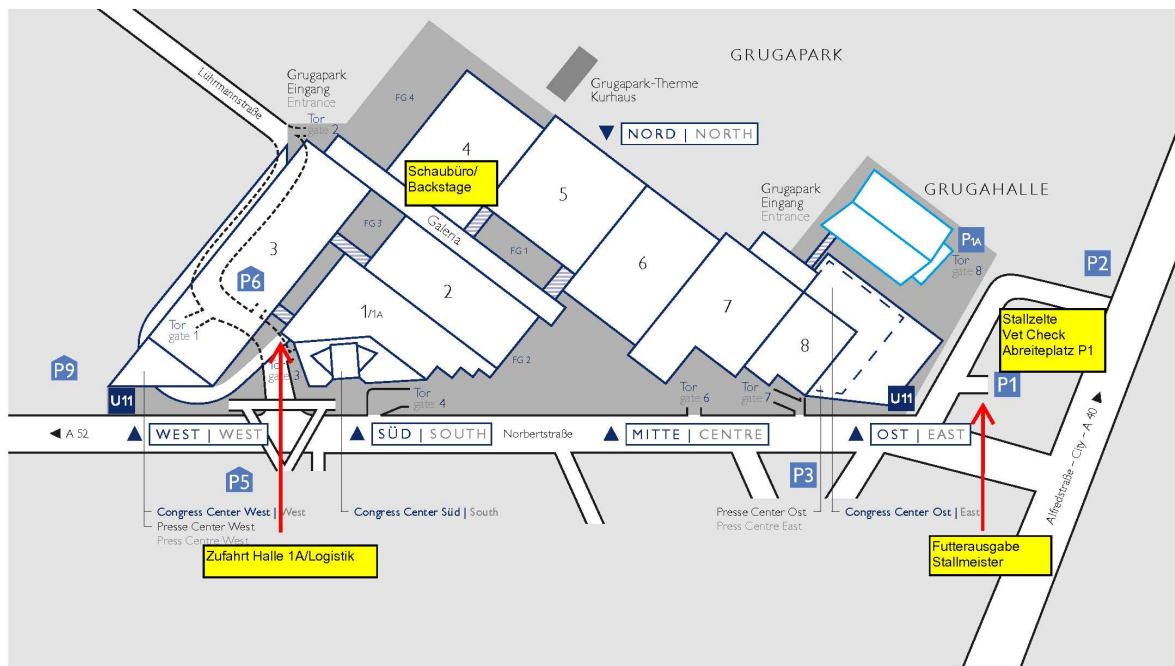 GRUGAPARK
Lührmannstraße
Grugapark
Eingang
Entrance
Tor
gate 2
FG 4
Grugapark-Therme
Kurhaus
NORD | NORTH
4
Schaubüro/
Backstage
5
Grugapark
Eingang
Entrance
GRUGAHALLE
P1A
Tor
gate 8
P2
3
FG 3
Galeria
FG 1
6
P6
2
7
1/1A
Tor
gate 1
8
Stallzelte
Vet Check
Abreiteplatz P1
P9
FG 2
Tor
gate 3
P1
U11
Tor
gate 4
Tor
gate 6
Tor
gate 7
U11
A 52
WEST | WEST
SÜD | SOUTH
Norbertstraße
MITTE | CENTRE
OST | EAST
P5
P3
Alfredstraße – City – A 40
Congress Center West | West
Presse Center West
Press Centre West
Congress Center Süd | South
Presse Center Ost
Press Centre East
Congress Center Ost | East
Zufahrt Halle 1A/Logistik
Futterausgabe
Stallmeister